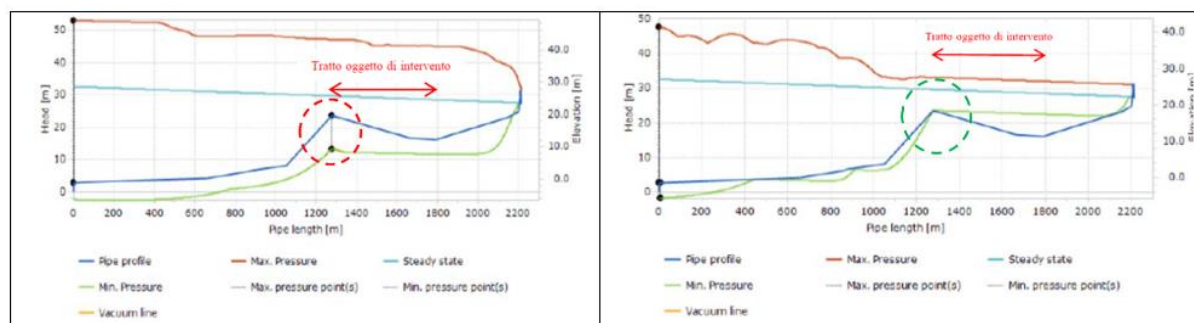 Tratto oggetto di intervento
50
40
30
20
10
0
Head [m]
40.0
30.0
20.0
10.0
0.0
Elevation [m]
0 200 400 600 800 1000 1200 1400 1600 1800 2000 2200
Pipe length [m]
Pipe profile Max. Pressure Steady state
Min. Pressure Max. pressure point(s) Min. pressure point(s)
Vacuum line
Tratto oggetto di intervento
50
40
30
20
10
0
Head [m]
40.0
30.0
20.0
10.0
0.0
Elevation [m]
0 200 400 600 800 1000 1200 1400 1600 1800 2000 2200
Pipe length [m]
Pipe profile Max. Pressure Steady state
Min. Pressure Max. pressure point(s) Min. pressure point(s)
Vacuum line